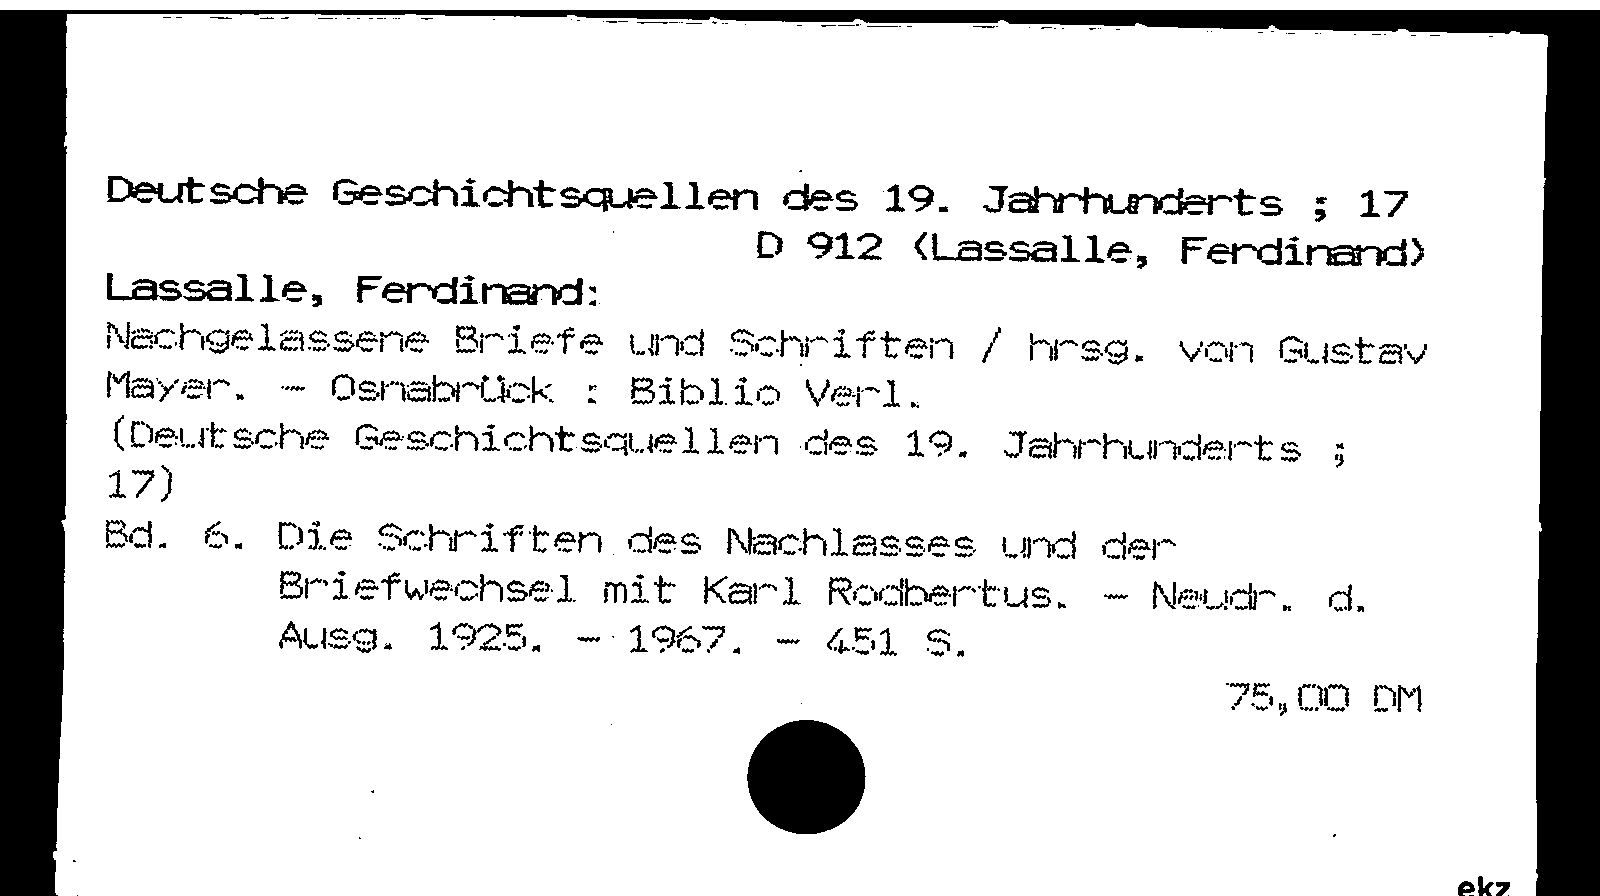 Deutsche Geschichtsquellen des 19. Jahrhunderts ; 17
D 912 (Lassalle, Ferdinand)
Lassalle, Ferdinand:
Nachgelassene Briefe und Schriften / hrsg. von Gustav
Mayer. - Osnabrück : Biblio Verl.
(Deutsche Geschichtsquellen des 19. Jahrhunderts ;
17)
Bd. 6. Die Schriften des Nachlasses und der
Briefwechsel mit Karl Rodbertus. - Neudr. d.
Ausg. 1925. - 1967. - 451 S.
75,00 DM
ekz